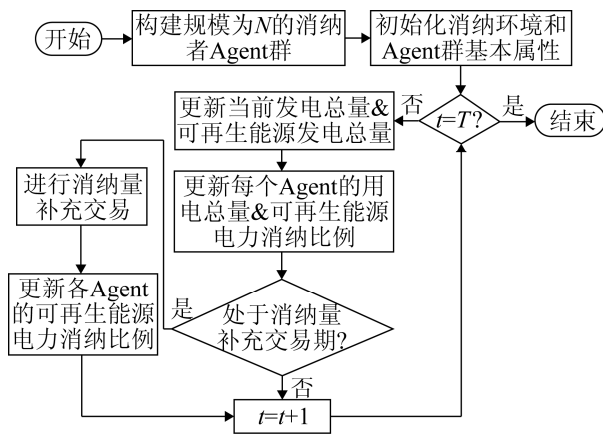 开始
构建规模为N的消纳
者Agent群
初始化消纳环境和
Agent群基本属性
t=T?
否
是
结束
更新当前发电总量&
可再生能源发电总量
更新每个Agent的用
电总量&可再生能源
电力消纳比例
处于消纳量
补充交易期?
是
否
进行消纳量
补充交易
更新各Agent
的可再生能源
电力消纳比例
t=t+1